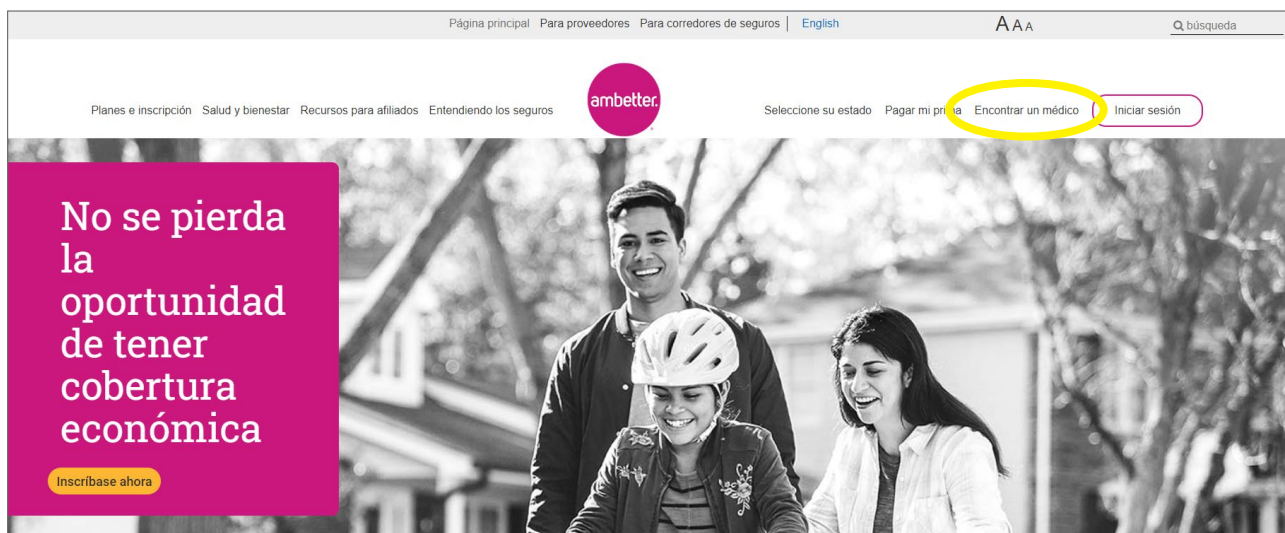 Página principal Para proveedores Para corredores de seguros | English AAA búsqueda
Planes e inscripción Salud y bienestar Recursos para afiliados Entendiendo los seguros ambetter. Seleccione su estado Pagar mi prima Encontrar un médico Iniciar sesión
No se pierda
la
oportunidad
de tener
cobertura
económica
Inscríbase ahora